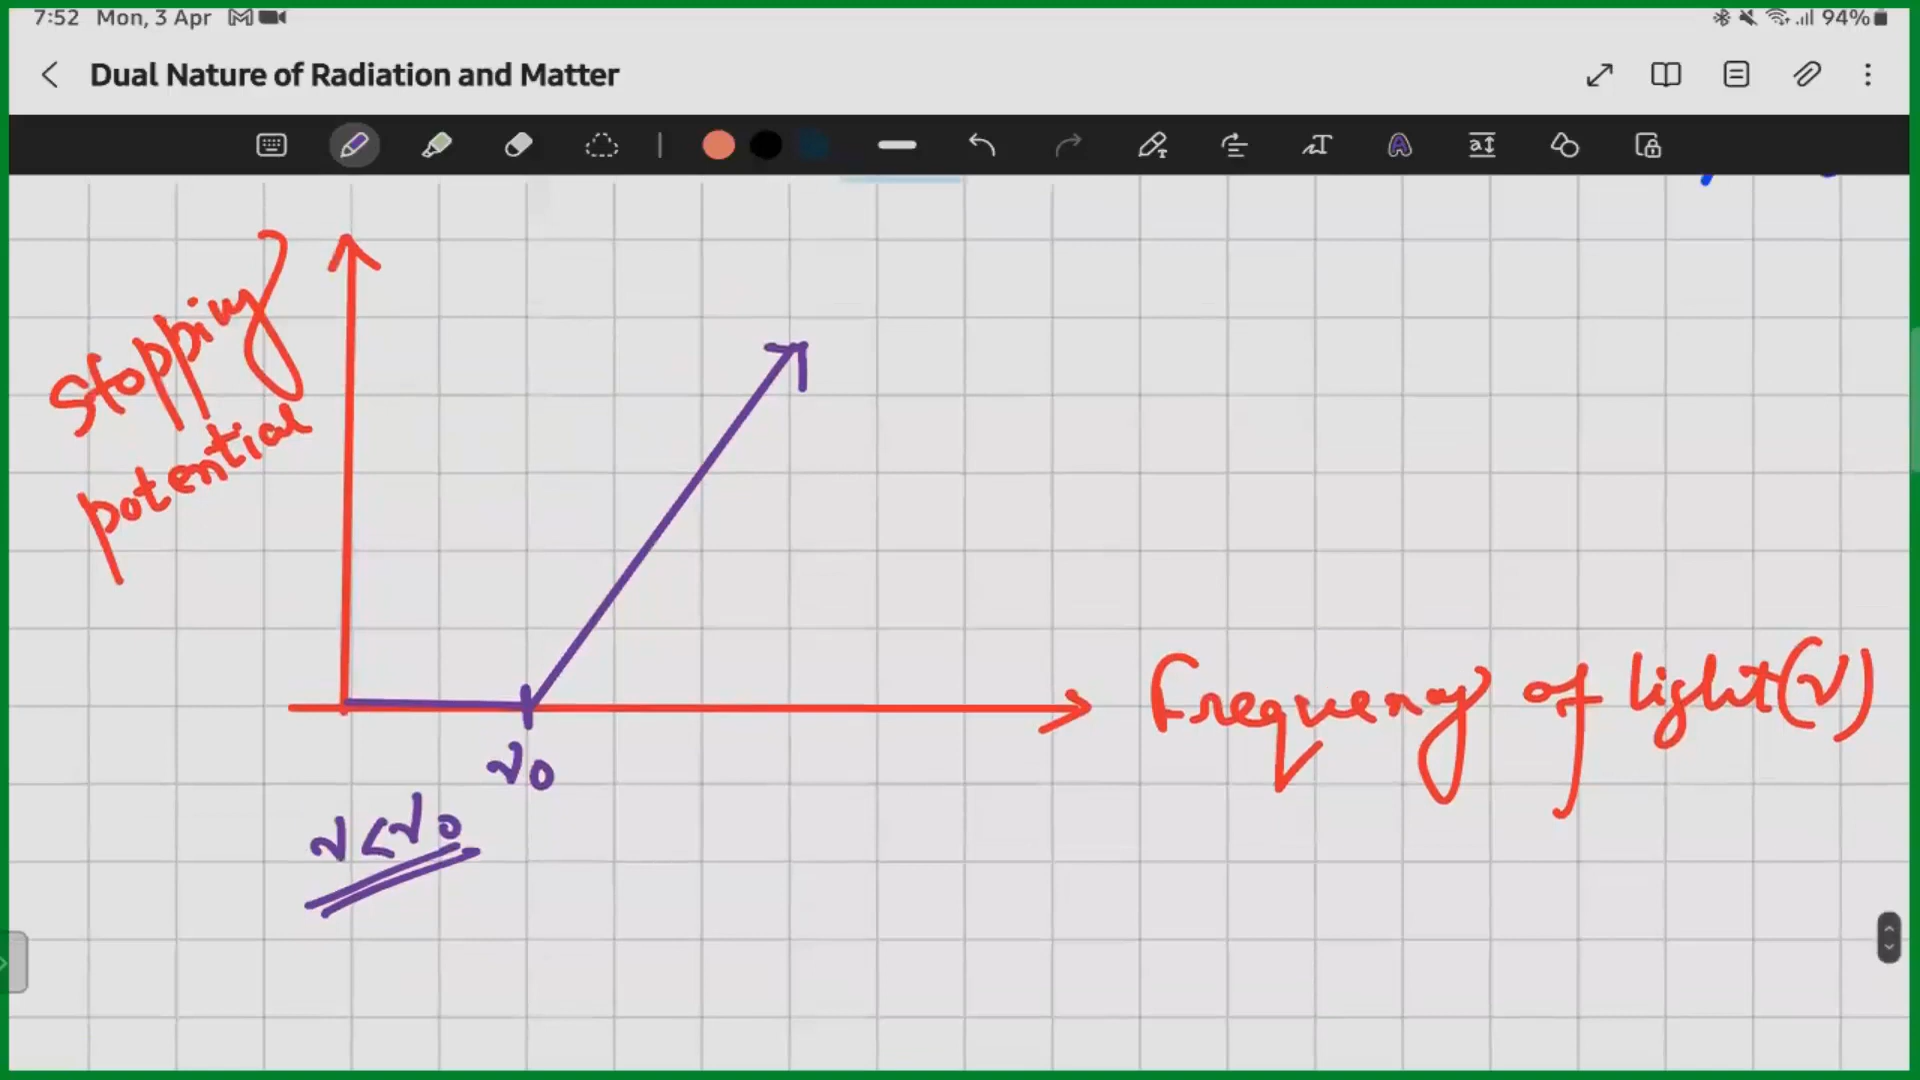 7:52 Mon, 3 Apr
94%
Dual Nature of Radiation and Matter
Stopping
potential
Frequency of light(ν)
ν0
ν<ν0